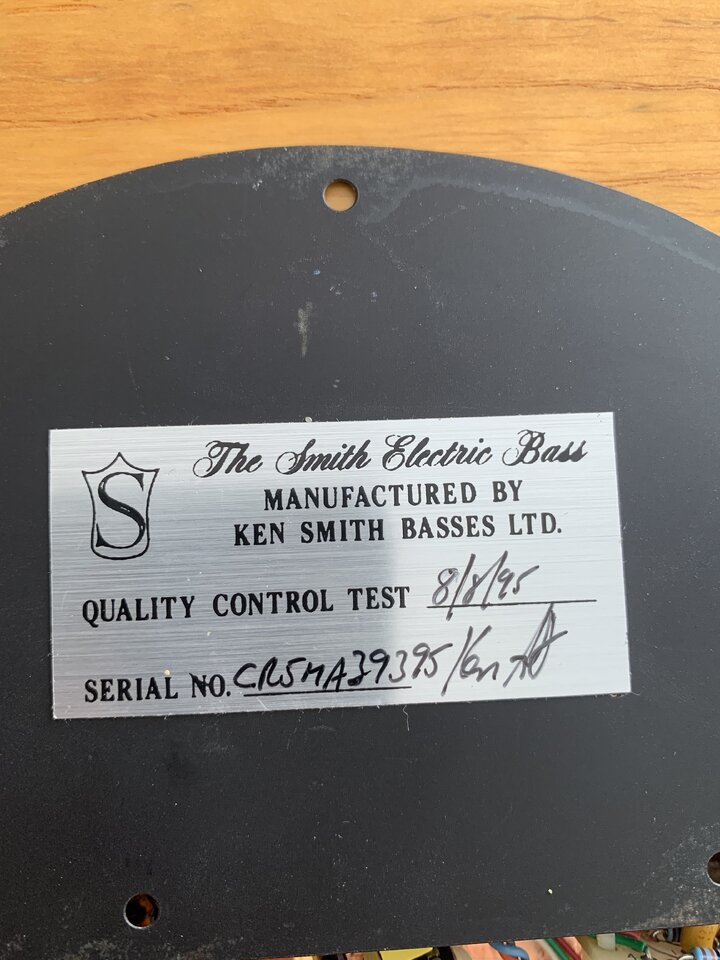 S
The Smith Electric Bass
MANUFACTURED BY
KEN SMITH BASSES LTD.
QUALITY CONTROL TEST 8/8/95
SERIAL NO. CR5MA39395/Ken